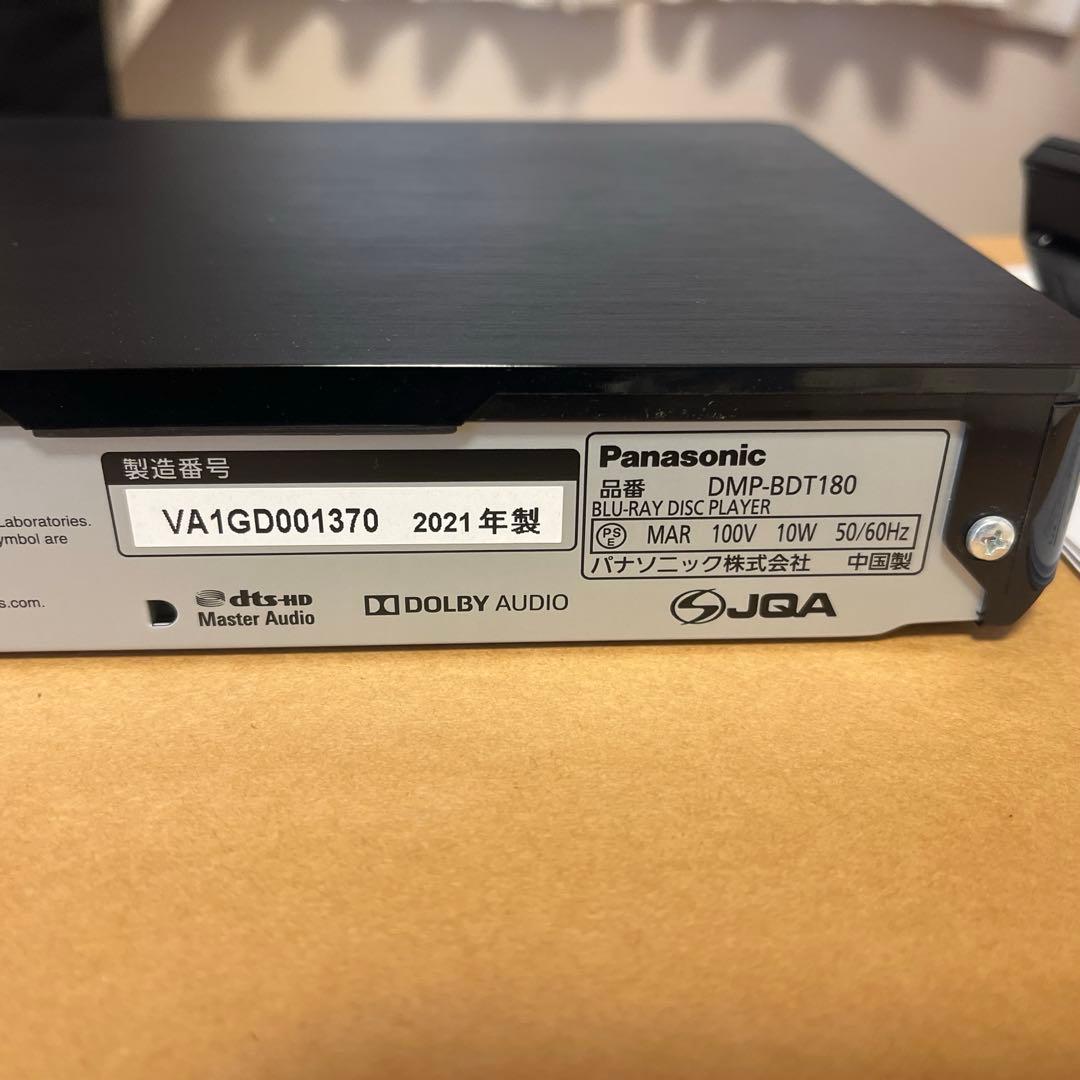 Laboratories.
ymbol are
s.com.
製造番号
VA1GD001370 2021年製
dts-HD
Master Audio
DOLBY AUDIO
Panasonic
品番 DMP-BDT180
BLU-RAY DISC PLAYER
PSE MAR 100V 10W 50/60Hz
パナソニック株式会社 中国製
JQA